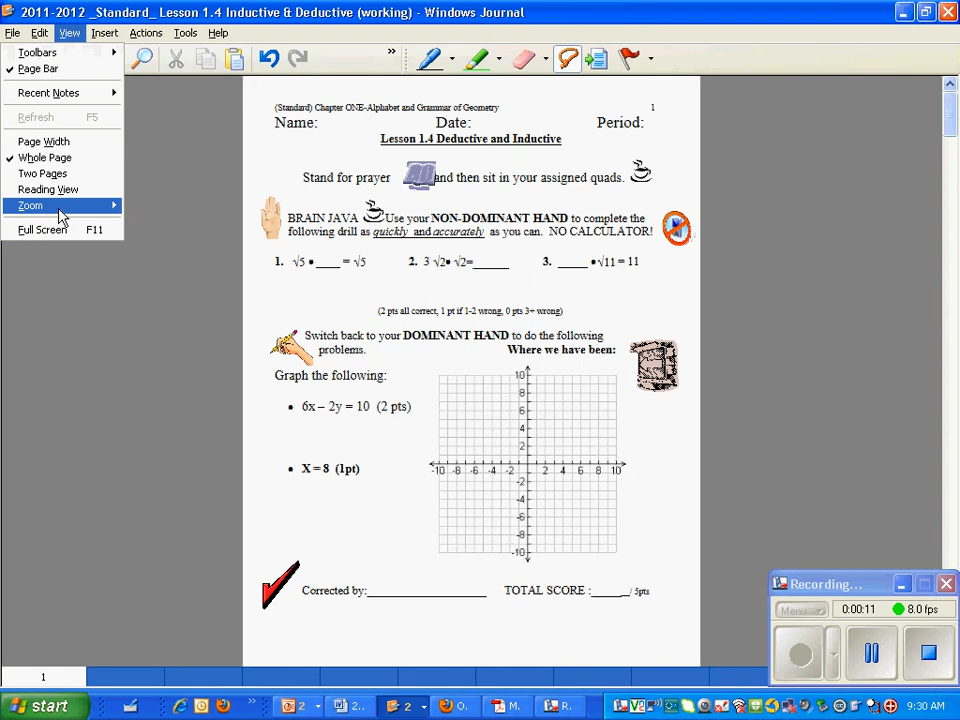 2011-2012 _Standard_ Lesson 1.4 Inductive & Deductive (working) - Windows Journal
File Edit View Insert Actions Tools Help
Toolbars
Page Bar
Recent Notes
Refresh F5
Page Width
Whole Page
Two Pages
Reading View
Zoom
Full Screen F11
(Standard) Chapter ONE-Alphabet and Grammar of Geometry 1
Name: Date: Period:
Lesson 1.4 Deductive and Inductive
Stand for prayer and then sit in your assigned quads.
BRAIN JAVA Use your NON-DOMINANT HAND to complete the
following drill as quickly and accurately as you can. NO CALCULATOR!
1. √5 •____ = √5 2. 3 √2• √2=______ 3. _____ •√11 = 11
(2 pts all correct, 1 pt if 1-2 wrong, 0 pts 3+ wrong)
Switch back to your DOMINANT HAND to do the following
problems. Where we have been:
Graph the following:
• 6x – 2y = 10 (2 pts)
• X = 8 (1pt)
10
8
6
4
2
-10 -8 -6 -4 -2 2 4 6 8 10
-2
-4
-6
-8
-10
Corrected by:_________________ TOTAL SCORE :______/ 5pts
1
Recording...
Menu 0:00:11 8.0 fps
start 2 2.. 2 O. M. R. 9:30 AM